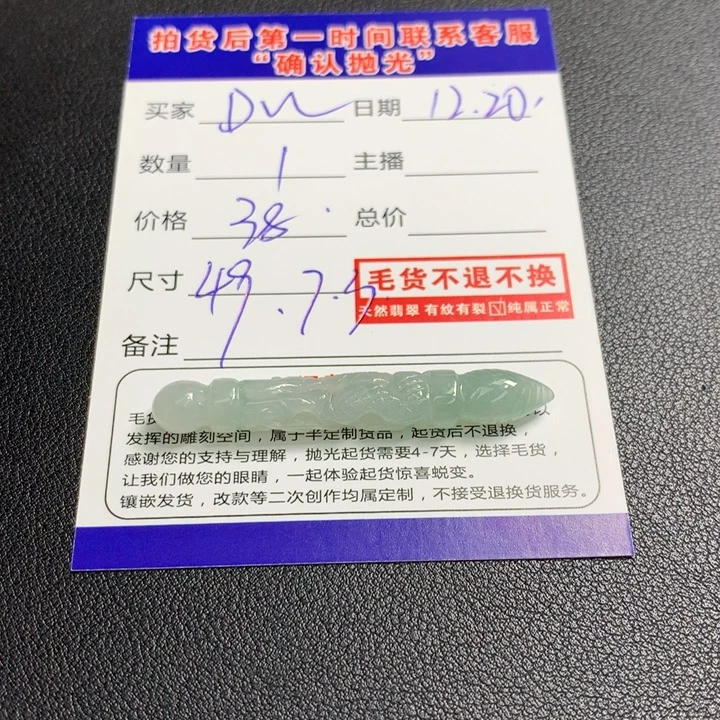 拍货后第一时间联系客服
“确认抛光”
买家 DW 日期 12.20.
数量 1 主播
价格 38. 总价
尺寸 49.7.5
毛货不退不换
天然翡翠 有纹有裂 √ 纯属正常
备注
毛货
发挥的雕刻空间，属于半定制货品，起货后不退换，
感谢您的支持与理解，抛光起货需要4-7天，选择毛货，
让我们做您的眼睛，一起体验起货惊喜蜕变。
镶嵌发货，改款等二次创作均属定制，不接受退换货服务。